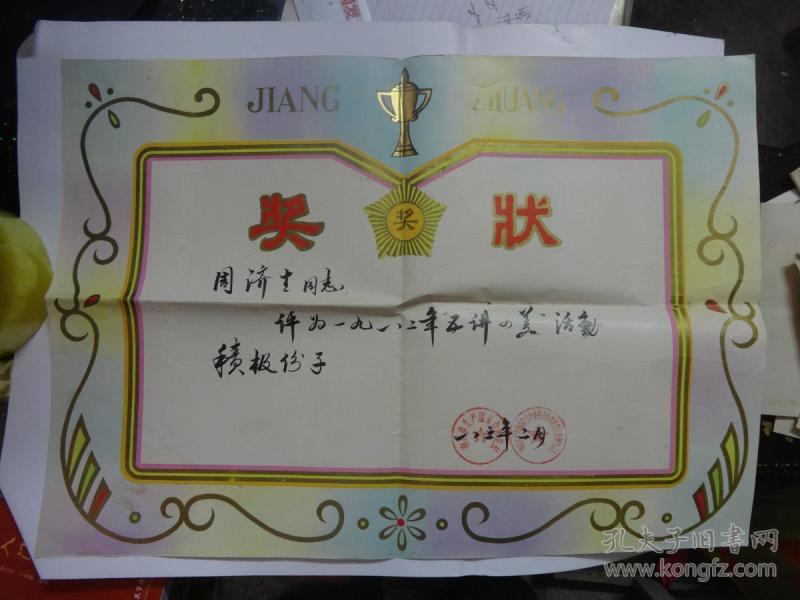 JIANG ZHUANG
奖
奖状
周济生同志
评为一九八二年"五讲四美"活动
积极份子
一九八三年二月
孔夫子旧书网
www.kongfz.com